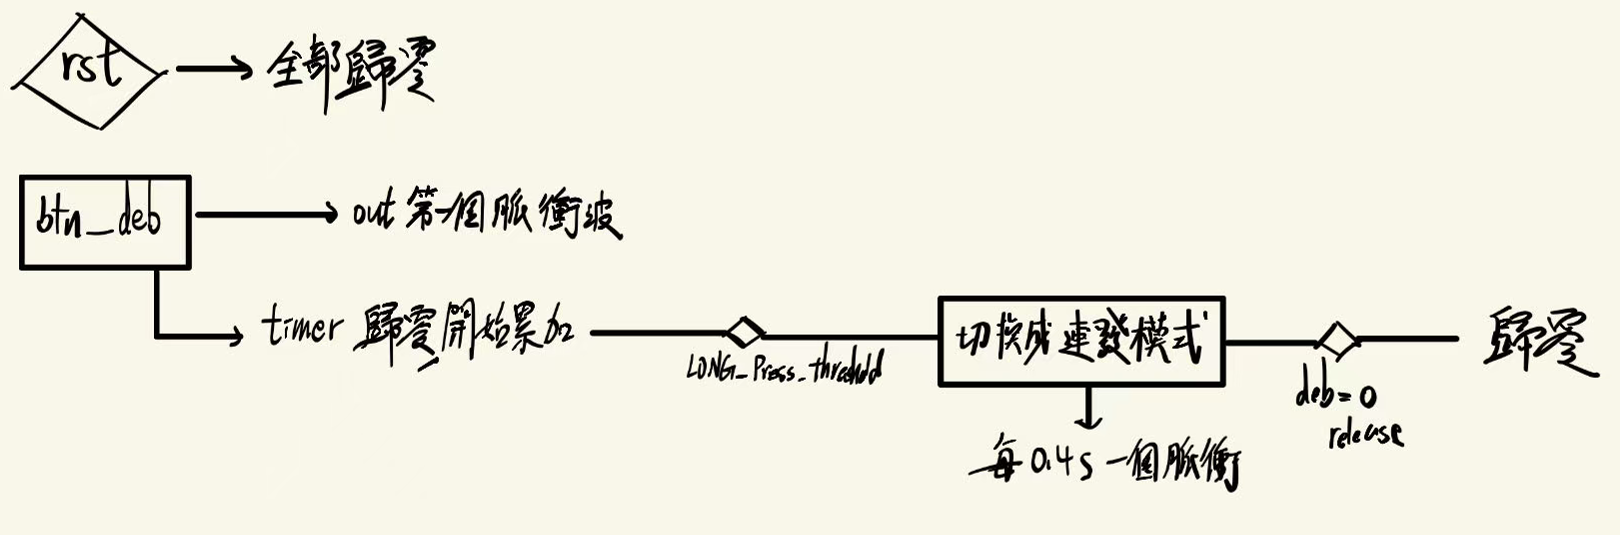 rst
全部歸零
btn_deb
out 第一個脈衝波
timer 歸零,開始累加
LONG_Press_threshold
切換成連發模式
每0.4s 一個脈衝
deb=0
release
歸零